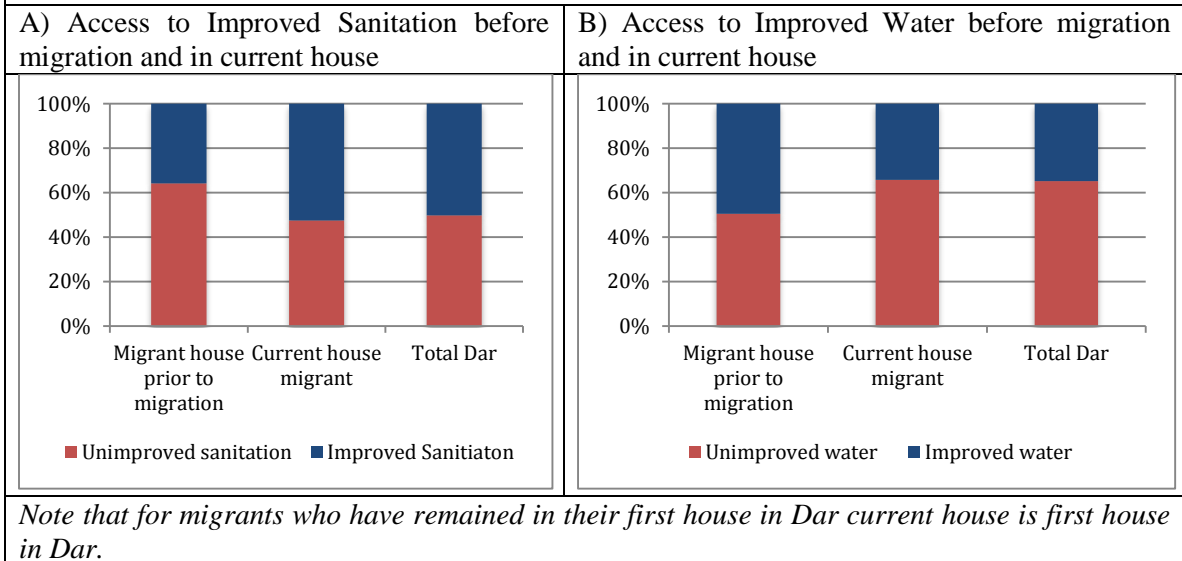 A) Access to Improved Sanitation before
migration and in current house
B) Access to Improved Water before migration
and in current house
100%
80%
60%
40%
20%
0%
Migrant house
prior to
migration
Current house
migrant
Total Dar
Unimproved sanitation
Improved Sanitiaton
100%
80%
60%
40%
20%
0%
Migrant house
prior to
migration
Current house
migrant
Total Dar
Unimproved water
Improved water
Note that for migrants who have remained in their first house in Dar current house is first house
in Dar.